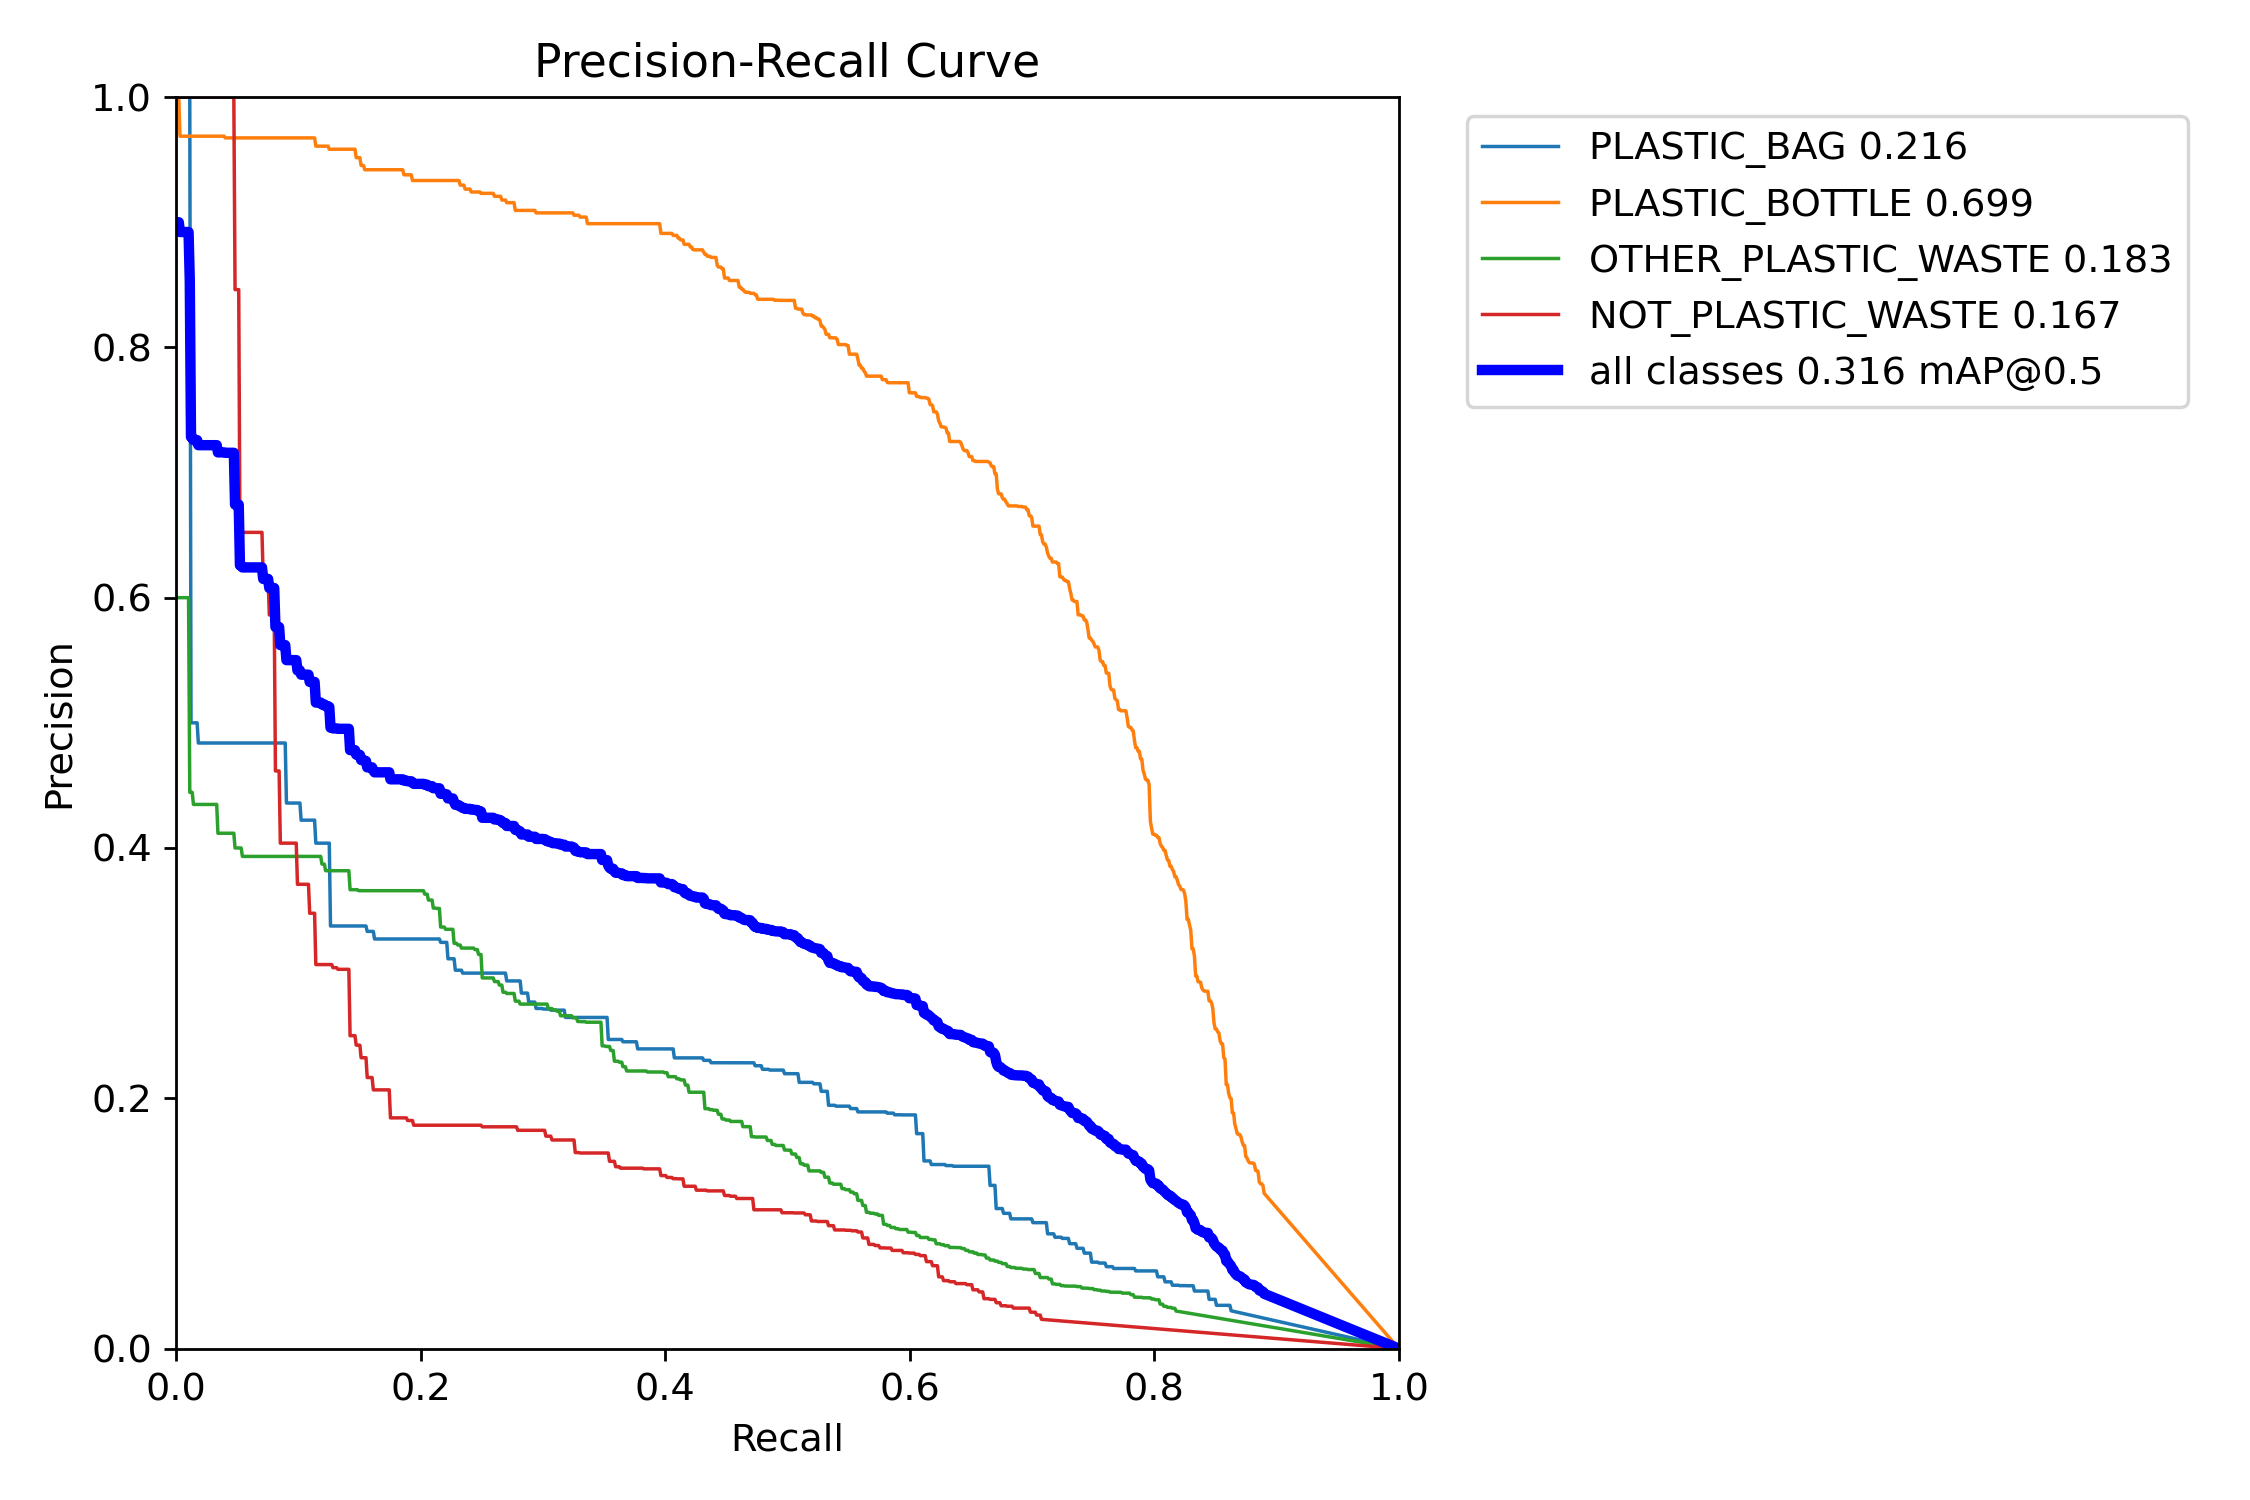 Precision-Recall Curve
1.0
0.8
0.6
0.4
0.2
0.0
Precision
0.0 0.2 0.4 0.6 0.8 1.0
Recall
PLASTIC_BAG 0.216
PLASTIC_BOTTLE 0.699
OTHER_PLASTIC_WASTE 0.183
NOT_PLASTIC_WASTE 0.167
all classes 0.316 mAP@0.5